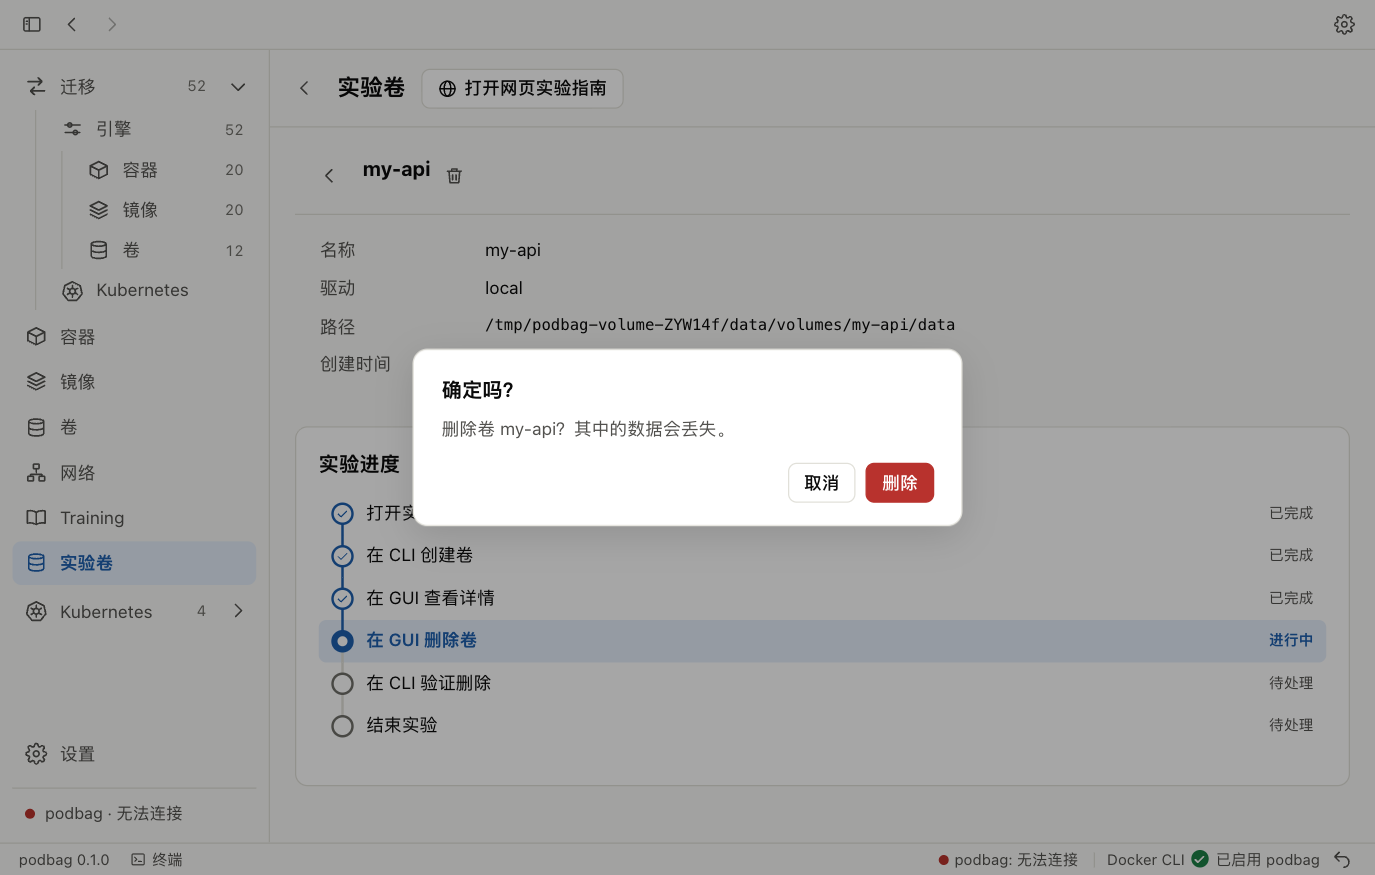 迁移 52
引擎 52
容器 20
镜像 20
卷 12
Kubernetes
容器
镜像
卷
网络
Training
实验卷
Kubernetes 4
设置
podbag · 无法连接
实验卷 打开网页实验指南
my-api
名称 my-api
驱动 local
路径 /tmp/podbag-volume-ZYW14f/data/volumes/my-api/data
创建时间
确定吗?
删除卷 my-api? 其中的数据会丢失。
取消 删除
实验进度
打开 已完成
在 CLI 创建卷 已完成
在 GUI 查看详情 已完成
在 GUI 删除卷 进行中
在 CLI 验证删除 待处理
结束实验 待处理
podbag 0.1.0 终端 podbag: 无法连接 Docker CLI 已启用 podbag